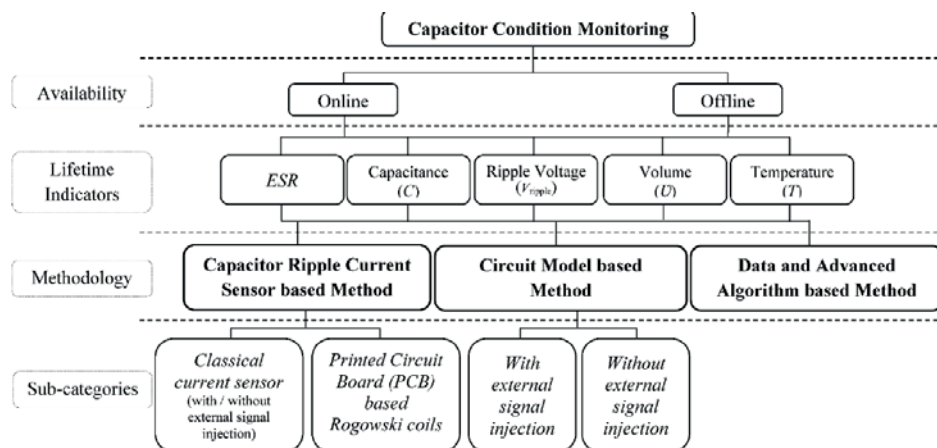 Capacitor Condition Monitoring
Availability
Online
Offline
Lifetime
Indicators
ESR
Capacitance
(C)
Ripple Voltage
(Vripple)
Volume
(U)
Temperature
(T)
Methodology
Capacitor Ripple Current
Sensor based Method
Circuit Model based
Method
Data and Advanced
Algorithm based Method
Sub-categories
Classical
current sensor
(with / without
external signal
injection)
Printed Circuit
Board (PCB)
based
Rogowski coils
With
external
signal
injection
Without
external
signal
injection